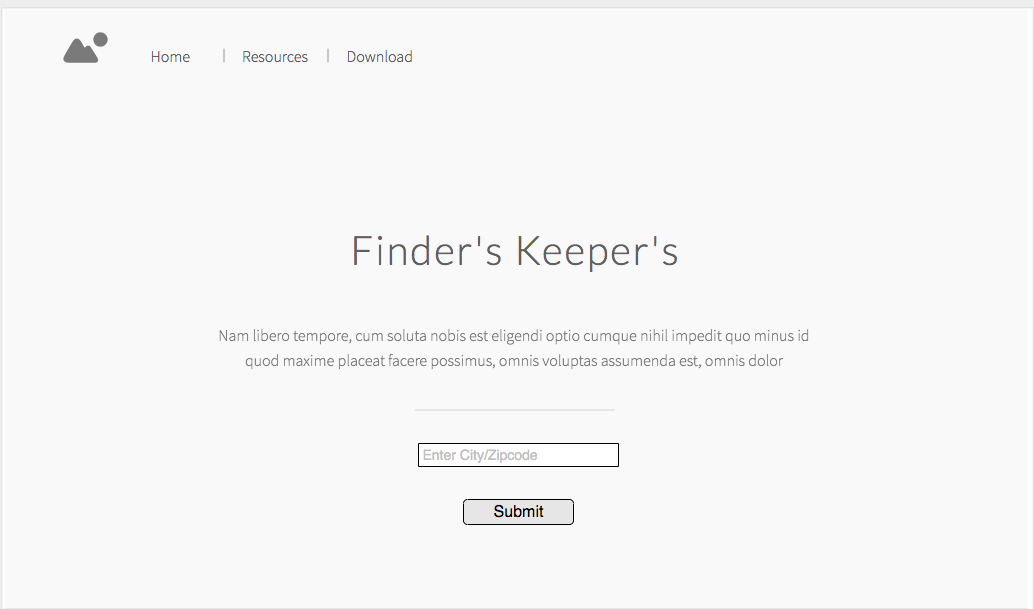 Home | Resources | Download
Finder's Keeper's
Nam libero tempore, cum soluta nobis est eligendi optio cumque nihil impedit quo minus id
quod maxime placeat facere possimus, omnis voluptas assumenda est, omnis dolor
Enter City/Zipcode
Submit